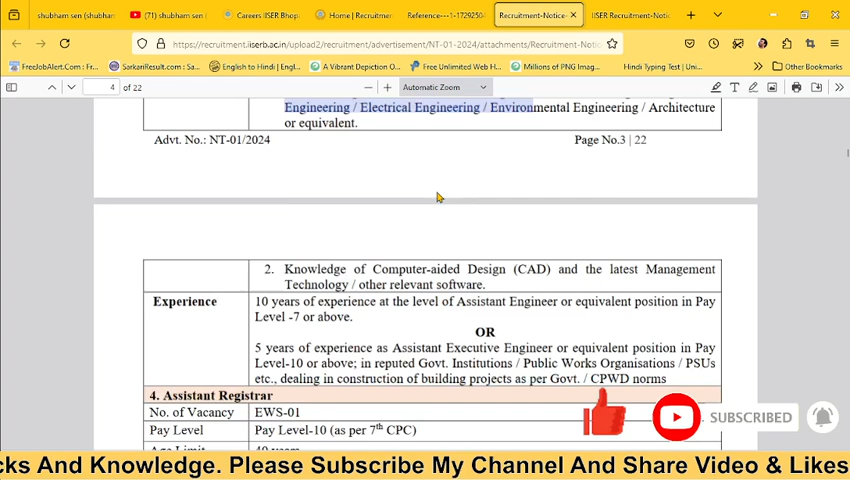 shubham sen (shubham
(71) shubham sen (
Careers IISER Bhop
Home | Recruitment
Reference---1-1729250
Recruitment-Notice-
IISER Recruitment-Notic
https://recruitment.iiserb.ac.in/upload2/recruitment/advertisement/NT-01-2024/attachments/Recruitment-Notic
FreeJobAlert.Com | Free
SarkariResult.com : Sa...
English to Hindi | Engl...
A Vibrant Depiction O...
Free Unlimited Web H...
Millions of PNG Imag...
Hindi Typing Test | Uni...
Other Bookmarks
4 of 22
Automatic Zoom
Engineering / Electrical Engineering / Environmental Engineering / Architecture
or equivalent.
Advt. No.: NT-01/2024 Page No.3 | 22
2. Knowledge of Computer-aided Design (CAD) and the latest Management
Technology / other relevant software.
Experience
10 years of experience at the level of Assistant Engineer or equivalent position in Pay
Level -7 or above.
OR
5 years of experience as Assistant Executive Engineer or equivalent position in Pay
Level-10 or above; in reputed Govt. Institutions / Public Works Organisations / PSUs
etc., dealing in construction of building projects as per Govt. / CPWD norms
4. Assistant Registrar
No. of Vacancy EWS-01
Pay Level Pay Level-10 (as per 7th CPC)
Age Limit 40 years
SUBSCRIBED
cks And Knowledge. Please Subscribe My Channel And Share Video & Likes